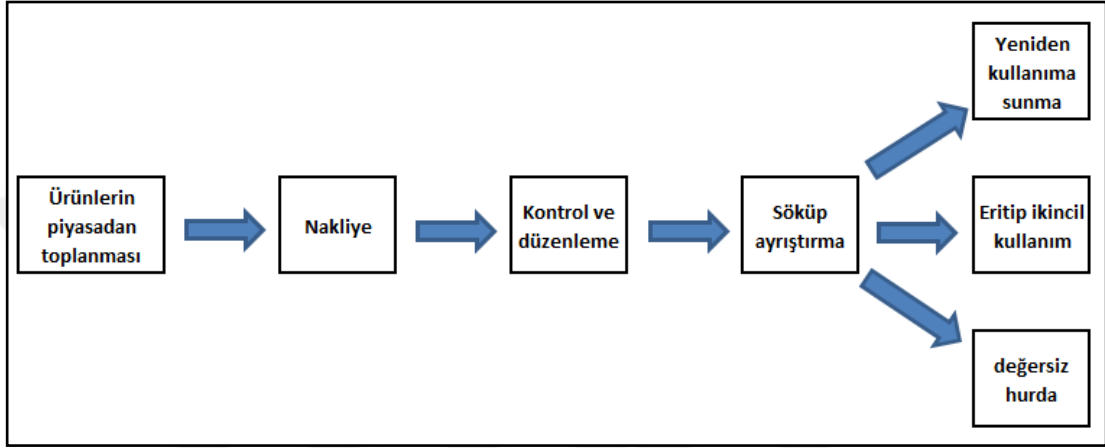 Ürünlerin
piyasadan
toplanması
Nakliye
Kontrol ve
düzenleme
Söküp
ayrıştırma
Yeniden
kullanıma
sunma
Eritip ikincil
kullanım
değersiz
hurda